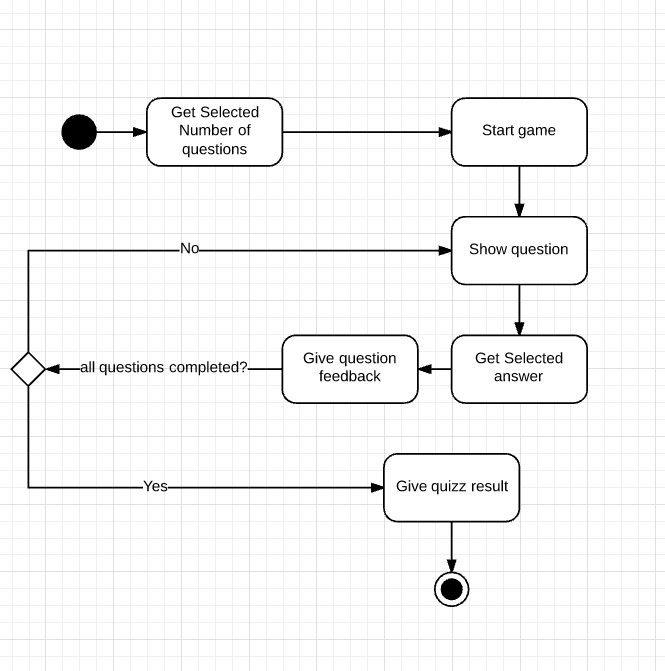 Get Selected
Number of
questions
Start game
No
Show question
all questions completed?
Give question
feedback
Get Selected
answer
Yes
Give quizz result